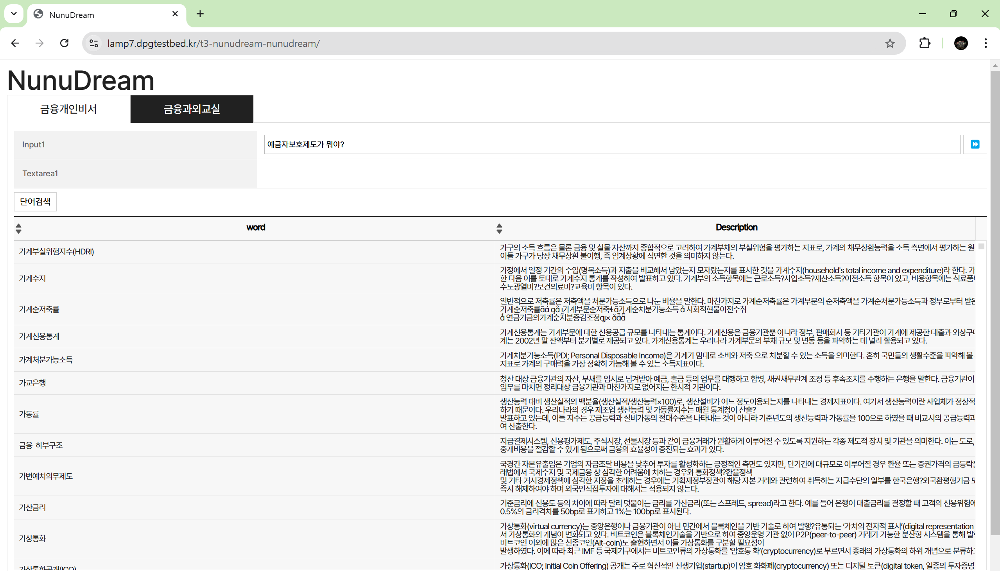 NunuDream
lamp7.dpgtestbed.kr/t3-nunudream-nunudream/
NunuDream
금융개인비서
금융과외교실
Input1
예금자보호제도가 뭐야?
Textarea1
단어검색
word
Description
가계부실위험지수(HDRI)
가구의 소득 흐름은 물론 금융 및 실물 자산까지 종합적으로 고려하여 가계부채의 부실위험을 평가하는 지표로, 가계의 채무상환능력을 소득 측면에서 평가하는 원
이들 가구가 당장 채무상환 불이행, 즉 임계상황에 직면한 것을 의미하지 않는다.
가계수지
가정에서 일정 기간의 수입(명목소득)과 지출을 비교해서 남았는지 모자랐는지를 표시한 것을 가계수지(household's total income and expenditure)라 한다. 가
한 다음 이를 토대로 가계수지 통계를 작성하여 발표하고 있다. 가계부의 소득항목에는 근로소득?사업소득?재산소득?이전소득 항목이 있고, 비용항목에는 식료품비
수도광열비?보건의료비?교육비 항목이 있다.
가계순저축률
일반적으로 저축률은 저축액을 처분가능소득으로 나눈 비율을 말한다. 마찬가지로 가계순저축률은 가계부문의 순저축액을 가계순처분가능소득과 정부로부터 받은
가계순저축률 가계부문순저축 가계순처분가능소득 사회적현물이전수취
연금기금의가계순지분증감조정
가계신용통계
가계신용통계는 가계부문에 대한 신용공급 규모를 나타내는 통계이다. 가계신용은 금융기관뿐 아니라 정부, 판매회사 등 기타기관이 가계에 제공한 대출과 외상구매
계는 2002년 말 잔액부터 분기별로 제공되고 있다. 가계신용통계는 우리나라 가계부문의 부채 규모 및 변동 등을 파악하는 데 널리 활용되고 있다.
가계처분가능소득
가계처분가능소득(PDI; Personal Disposable Income)은 가계가 맘대로 소비와 저축 으로 처분할 수 있는 소득을 의미한다. 흔히 국민들의 생활수준을 파악해 볼
지표로 가계의 구매력을 가장 정확히 가늠해 볼 수 있는 소득지표이다.
가교은행
청산 대상 금융기관의 자산, 부채를 임시로 넘겨받아 예금, 출금 등의 업무를 대행하고 합병, 채권채무관계 조정 등 후속조치를 수행하는 은행을 말한다. 금융기관이
임무를 마치면 정리대상 금융기관과 마찬가지로 없어지는 한시적 기관이다.
가동률
생산능력 대비 생산실적의 백분율(생산실적/생산능력×100)로, 생산설비가 어느 정도이용되는지를 나타내는 경제지표이다. 여기서 생산능력이란 사업체가 정상적
하기 때문이다. 우리나라의 경우 제조업 생산능력 및 가동률지수는 매월 통계청이 산출?
발표하고 있는데, 이들 지수는 공급능력과 설비가동의 절대수준을 나타내는 것이 아니라 기준년도의 생산능력과 가동률을 100으로 하였을 때 비교시의 공급능력과
여 산출한다.
금융 하부구조
지급결제시스템, 신용평가제도, 주식시장, 선물시장 등과 같이 금융거래가 원활하게 이루어질 수 있도록 지원하는 각종 제도적 장치 및 기관을 의미한다. 이는 도로,
중개비용을 절감할 수 있게 됨으로써 금융의 효율성이 증진되는 효과가 있다.
가변예치의무제도
국경간 자본유출입은 기업의 자금조달 비용을 낮추어 투자를 활성화하는 긍정적인 측면도 있지만, 단기간에 대규모로 이루어질 경우 환율 또는 증권가격의 급등락을
래법에서 국제수지 및 국제금융 상 심각한 어려움에 처하는 경우와 통화정책?환율정책
및 기타 거시경제정책에 심각한 지장을 초래하는 경우에는 기획재정부장관이 해당 자본 거래와 관련하여 취득하는 지급수단의 일부를 한국은행?외국환평형기금 또
즉시 해제하여야 하며 외국인직접투자에 대해서는 적용되지 않는다.
가산금리
기준금리에 신용도 등의 차이에 따라 달리 덧붙이는 금리를 가산금리(또는 스프레드, spread)라고 한다. 예를 들어 은행이 대출금리를 결정할 때 고객의 신용위험에
0.5%의 금리격차를 50bp로 표기하고 1%는 100bp로 표시된다.
가상통화
가상통화(virtual currency)는 중앙은행이나 금융기관이 아닌 민간에서 블록체인을 기반 기술로 하여 발행?유통되는 ‘가치의 전자적 표시’(digital representation
서 가상통화의 개념이 변화되고 있다. 비트코인은 블록체인기술을 기반으로 하여 중앙운영 기관 없이 P2P(peer-to-peer) 거래가 가능한 분산형 시스템을 통해 발행
비트코인 이외에 많은 신종코인(Alt-coin)도 출현하면서 이들 가상통화를 구분할 필요성이
발생하였다. 이에 따라 최근 IMF 등 국제기구에서는 비트코인류의 가상통화를 ‘암호통 화’(cryptocurrency)로 부르면서 종래의 가상통화의 하위 개념으로 분류하고
가상통화공개(ICO)
가상통화(ICO; Initial Coin Offering) 공개는 주로 혁신적인 신생기업(startup)이 암호 화화폐(cryptocurrency) 또는 디지털 토큰(digital token, 일종의 투자증명